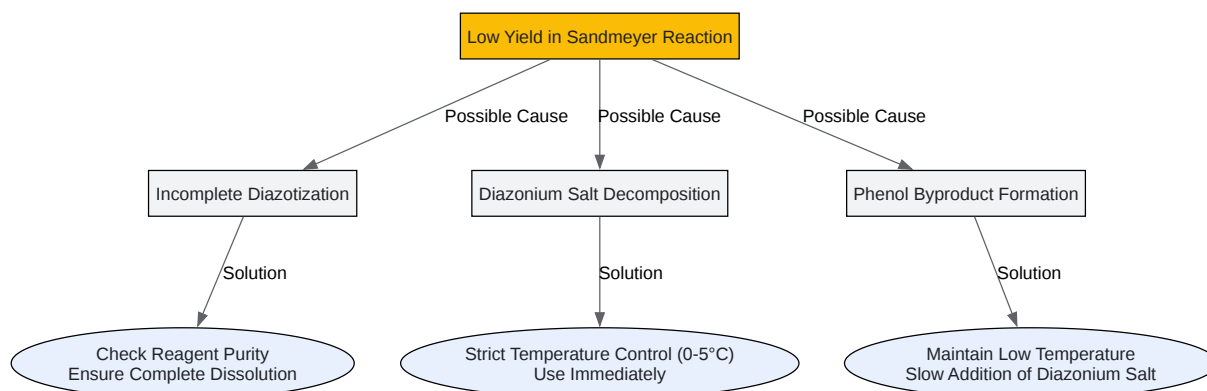 Low Yield in Sandmeyer Reaction
Possible Cause
Possible Cause
Possible Cause
Incomplete Diazotization
Diazonium Salt Decomposition
Phenol Byproduct Formation
Solution
Solution
Solution
Check Reagent Purity
Ensure Complete Dissolution
Strict Temperature Control (0-5°C)
Use Immediately
Maintain Low Temperature
Slow Addition of Diazonium Salt